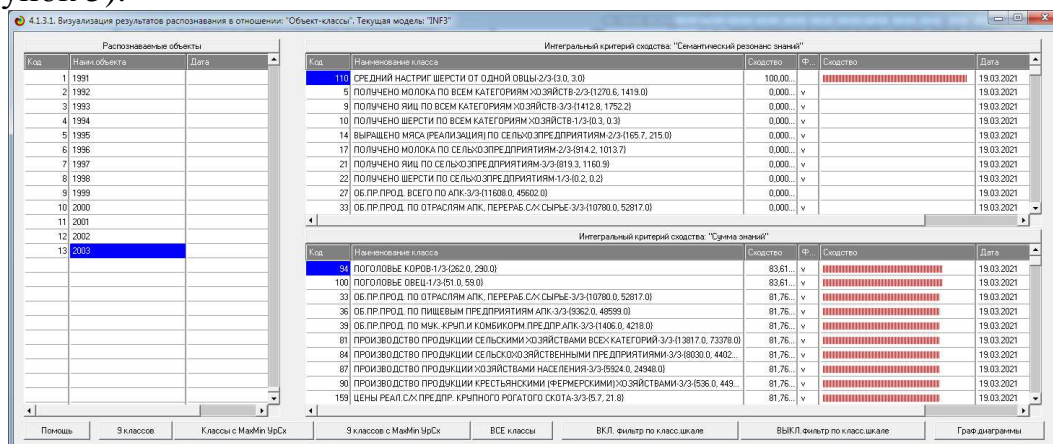 4.1.3.1. Визуализация результатов распознавания в отношении: "Объект-классы". Текущая модель: "INF3"
Распознаваемые объекты
Код Наим.объекта Дата
1 1991
2 1992
3 1993
4 1994
5 1995
6 1996
7 1997
8 1998
9 1999
10 2000
11 2001
12 2002
13 2003
Интегральный критерий сходства: "Семантический резонанс знаний"
Код Наименование класса Сходство Ф... Сходство Дата
110 СРЕДНИЙ НАСТРИГ ШЕРСТИ ОТ ОДНОЙ ОВЦЫ-2/3-{3.0, 3.0} 100,00... 19.03.2021
5 ПОЛУЧЕНО МОЛОКА ПО ВСЕМ КАТЕГОРИЯМ ХОЗЯЙСТВ-2/3-{1270.6, 1419.0} 0,000... v 19.03.2021
9 ПОЛУЧЕНО ЯИЦ ПО ВСЕМ КАТЕГОРИЯМ ХОЗЯЙСТВ-3/3-{1412.8, 1752.2} 0,000... v 19.03.2021
10 ПОЛУЧЕНО ШЕРСТИ ПО ВСЕМ КАТЕГОРИЯМ ХОЗЯЙСТВ-1/3-{0.3, 0.3} 0,000... v 19.03.2021
14 ВЫРАЩЕНО МЯСА (РЕАЛИЗАЦИЯ) ПО СЕЛЬХОЗПРЕДПРИЯТИЯМ-2/3-{165.7, 215.0} 0,000... v 19.03.2021
17 ПОЛУЧЕНО МОЛОКА ПО СЕЛЬХОЗПРЕДПРИЯТИЯМ-2/3-{914.2, 1013.7} 0,000... v 19.03.2021
21 ПОЛУЧЕНО ЯИЦ ПО СЕЛЬХОЗПРЕДПРИЯТИЯМ-3/3-{819.3, 1160.9} 0,000... v 19.03.2021
22 ПОЛУЧЕНО ШЕРСТИ ПО СЕЛЬХОЗПРЕДПРИЯТИЯМ-1/3-{0.2, 0.2} 0,000... v 19.03.2021
27 ОБ.ПР.ПРОД. ВСЕГО ПО АПК-3/3-{11608.0, 45602.0} 0,000... 19.03.2021
33 ОБ.ПР.ПРОД. ПО ОТРАСЛЯМ АПК, ПЕРЕРАБ.С/Х СЫРЬЕ-3/3-{10780.0, 52817.0} 0,000... v 19.03.2021
Интегральный критерий сходства: "Сумма знаний"
Код Наименование класса Сходство Ф... Сходство Дата
94 ПОГОЛОВЬЕ КОРОВ-1/3-{262.0, 290.0} 83,61... v 19.03.2021
100 ПОГОЛОВЬЕ ОВЕЦ-1/3-{51.0, 59.0} 83,61... v 19.03.2021
33 ОБ.ПР.ПРОД. ПО ОТРАСЛЯМ АПК, ПЕРЕРАБ.С/Х СЫРЬЕ-3/3-{10780.0, 52817.0} 81,76... v 19.03.2021
36 ОБ.ПР.ПРОД. ПО ПИЩЕВЫМ ПРЕДПРИЯТИЯМ АПК-3/3-{9362.0, 48599.0} 81,76... v 19.03.2021
39 ОБ.ПР.ПРОД. ПО МУК.-КРУП.И КОМБИКОРМ.ПРЕДПР.АПК-3/3-{1406.0, 4218.0} 81,76... v 19.03.2021
81 ПРОИЗВОДСТВО ПРОДУКЦИИ СЕЛЬСКИМИ ХОЗЯЙСТВАМИ ВСЕХ КАТЕГОРИЙ-3/3-{13817.0, 73378.0} 81,76... v 19.03.2021
84 ПРОИЗВОДСТВО ПРОДУКЦИИ СЕЛЬСКОХОЗЯЙСТВЕННЫМИ ПРЕДПРИЯТИЯМИ-3/3-{8030.0, 4402... 81,76... v 19.03.2021
87 ПРОИЗВОДСТВО ПРОДУКЦИИ ХОЗЯЙСТВАМИ НАСЕЛЕНИЯ-3/3-{5924.0, 24948.0} 81,76... v 19.03.2021
90 ПРОИЗВОДСТВО ПРОДУКЦИИ КРЕСТЬЯНСКИМИ (ФЕРМЕРСКИМИ) ХОЗЯЙСТВАМИ-3/3-{536.0, 449... 81,76... v 19.03.2021
159 ЦЕНЫ РЕАЛ.С/Х ПРЕДПР. КРУПНОГО РОГАТОГО СКОТА-3/3-{5.7, 21.8} 81,76... v 19.03.2021
Помощь 9 классов Классы с MaxMin УрСх 9 классов с MaxMin УрСх ВСЕ классы ВКЛ. фильтр по класс.шкале ВЫКЛ.фильтр по класс.шкале Граф.диаграммы